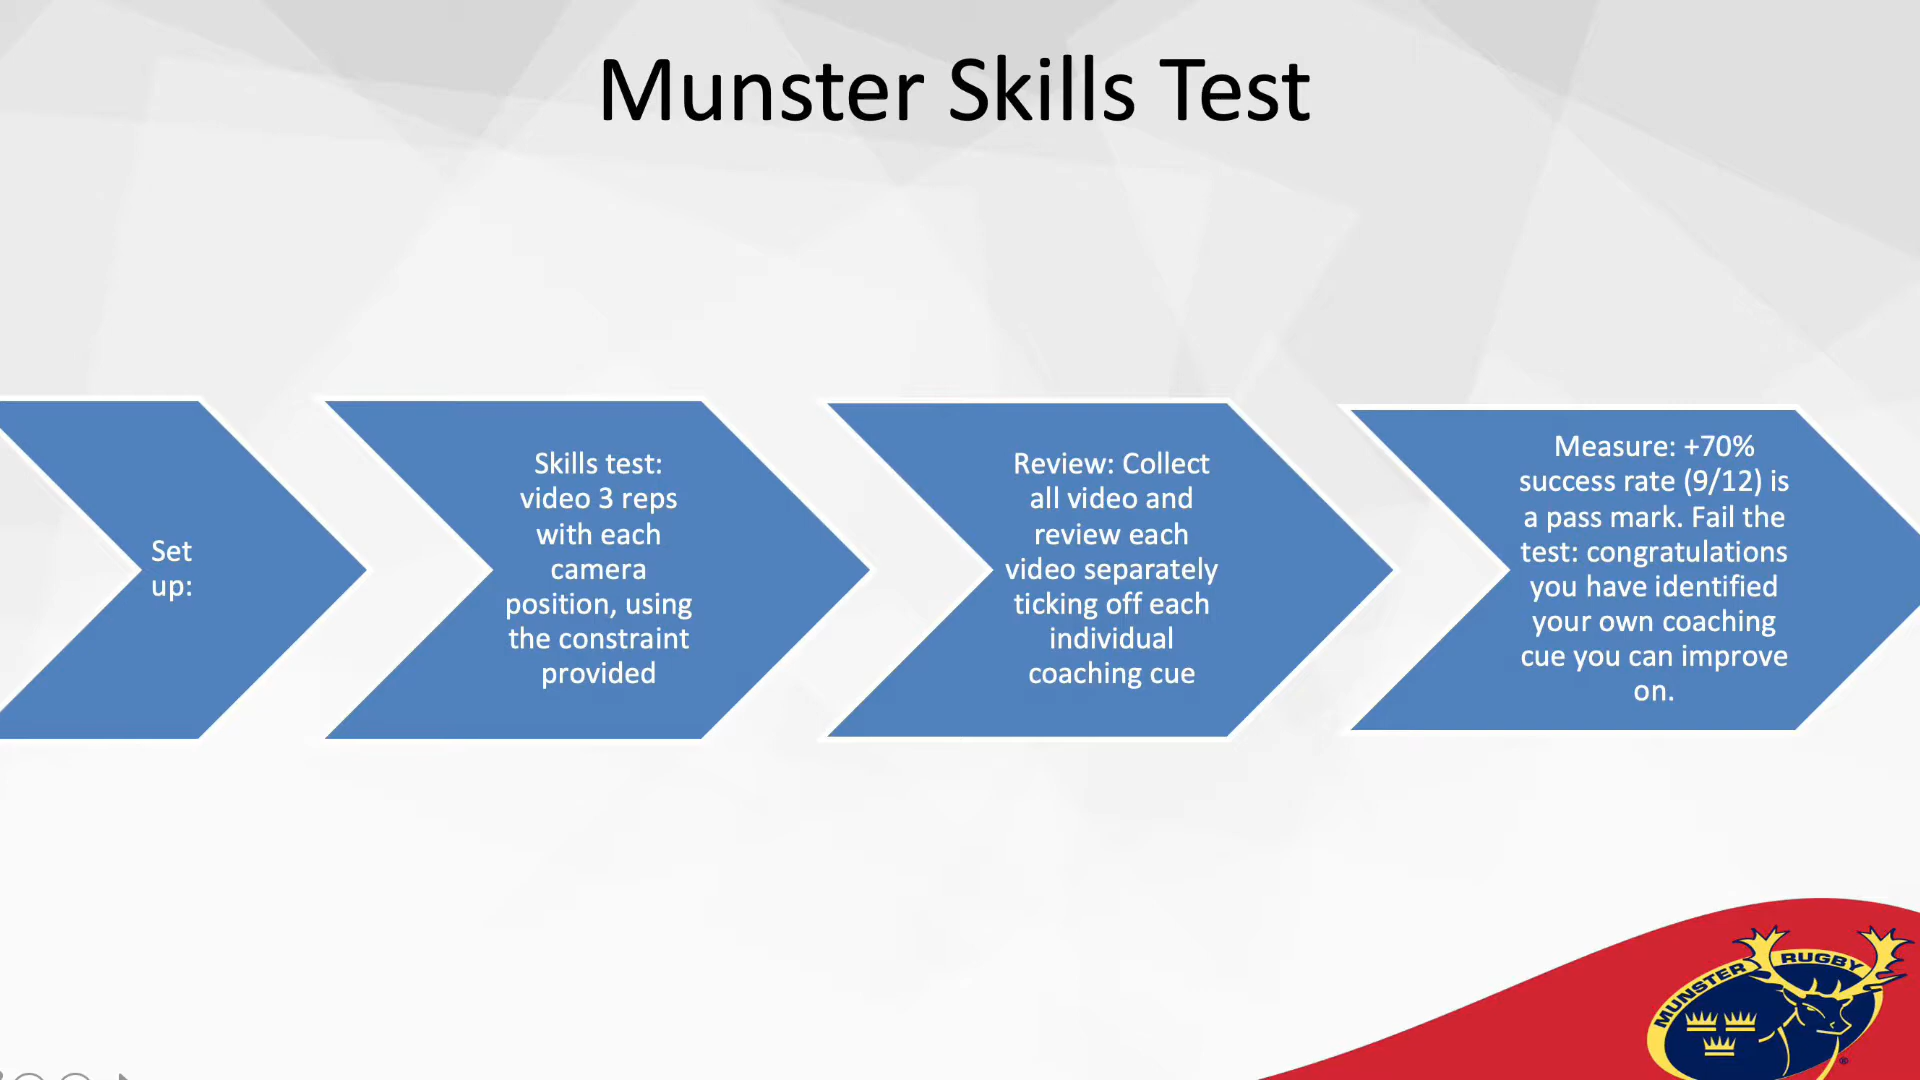 Munster Skills Test
Set
up:
Skills test:
video 3 reps
with each
camera
position, using
the constraint
provided
Review: Collect
all video and
review each
video separately
ticking off each
individual
coaching cue
Measure: +70%
success rate (9/12) is
a pass mark. Fail the
test: congratulations
you have identified
your own coaching
cue you can improve
on.
MUNSTER RUGBY
®